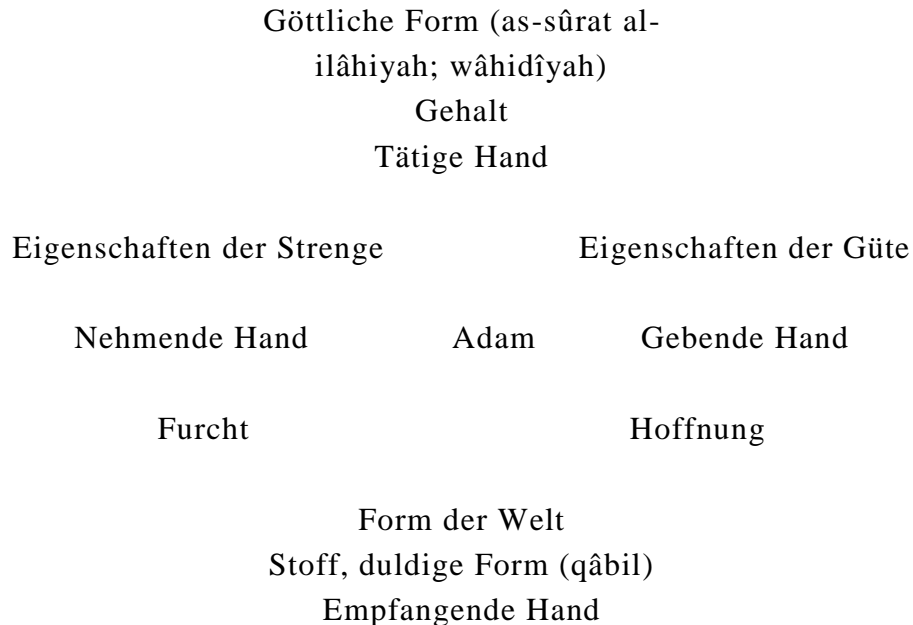 Göttliche Form (as-sûrat al-
ilâhiyah; wâhidîyah)
Gehalt
Tätige Hand
Eigenschaften der Strenge Eigenschaften der Güte
Nehmende Hand Adam Gebende Hand
Furcht Hoffnung
Form der Welt
Stoff, duldige Form (qâbil)
Empfangende Hand